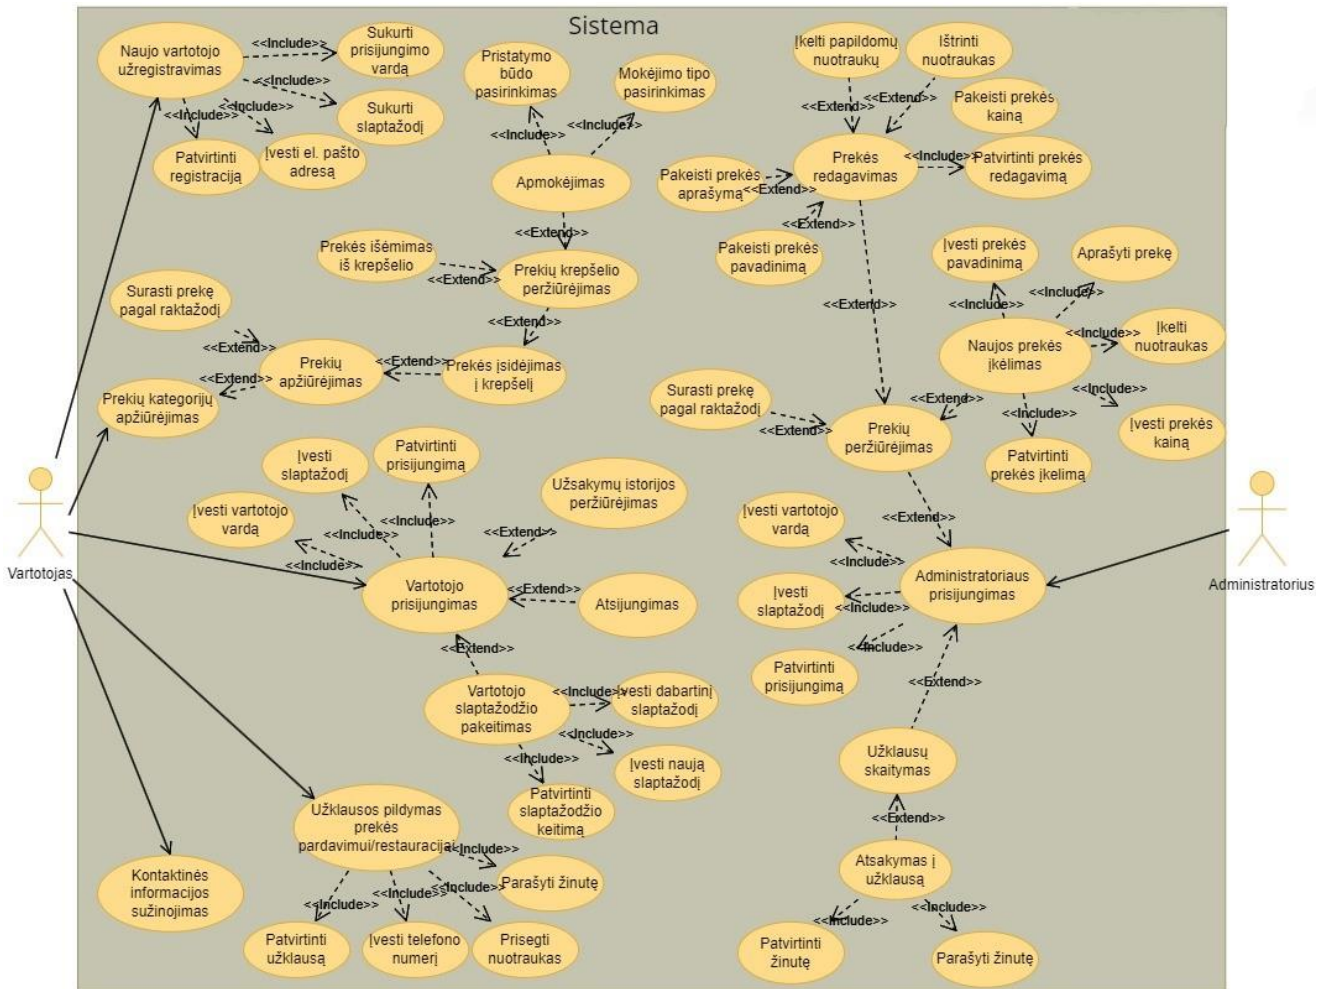 Sistema
Naujo vartotojo
užregistravimas
<<Include>>
Sukurti
prisijungimo
vardą
<<Include>>
Sukurti
slaptažodį
<<Include>>
<<Include>>
Patvirtinti
registraciją
Įvesti el. pašto
adresą
Pristatymo
būdo
pasirinkimas
Mokėjimo tipo
pasirinkimas
<<Include>>
<<Include>>
Apmokėjimas
<<Extend>>
Prekės išėmimas
iš krepšelio
<<Extend>>
Prekių krepšelio
peržiūrėjimas
<<Extend>>
Surasti prekę
pagal raktažodį
<<Extend>>
Prekių
apžiūrėjimas
<<Extend>>
Prekės įsidėjimas
į krepšelį
<<Extend>>
Prekių kategorijų
apžiūrėjimas
Įkelti papildomų
nuotraukų
Ištrinti
nuotraukas
<<Extend>>
<<Extend>>
Pakeisti prekės
kainą
Prekės
redagavimas
<<Include>>
Patvirtinti prekės
redagavimą
Pakeisti prekės
aprašymą
<<Extend>>
<<Extend>>
Pakeisti prekės
pavadinimą
<<Extend>>
Įvesti prekės
pavadinimą
Aprašyti prekę
<<Include>>
<<Include>>
Naujos prekės
įkėlimas
<<Include>>
Įkelti
nuotraukas
<<Include>>
<<Include>>
Įvesti prekės
kainą
Patvirtinti
prekės įkelimą
<<Extend>>
Surasti prekę
pagal raktažodį
<<Extend>>
Prekių
peržiūrėjimas
<<Extend>>
Vartotojas
Administratorius
Įvesti
slaptažodį
Patvirtinti
prisijungimą
Įvesti vartotojo
vardą
<<Include>>
<<Include>>
<<Include>>
Užsakymų istorijos
peržiūrėjimas
<<Extend>>
Vartotojo
prisijungimas
<<Extend>>
Atsijungimas
<<Extend>>
Vartotojo
slaptažodžio
pakeitimas
<<Include>>
Įvesti dabartinį
slaptažodį
<<Include>>
Įvesti naują
slaptažodį
<<Include>>
Patvirtinti
slaptažodžio
keitimą
Įvesti vartotojo
vardą
<<Include>>
Administratoriaus
prisijungimas
Įvesti
slaptažodį
<<Include>>
<<Include>>
Patvirtinti
prisijungimą
<<Extend>>
Užklausų
skaitymas
<<Extend>>
Atsakymas į
užklausą
<<Include>>
<<Include>>
Patvirtinti
žinutę
Parašyti žinutę
Užklausos pildymas
prekės
pardavimui/restauracijai
<<Include>>
Parašyti žinutę
<<Include>>
<<Include>>
<<Include>>
Patvirtinti
užklausą
Įvesti telefono
numerį
Prisegti
nuotraukas
Kontaktinės
informacijos
sužinojimas